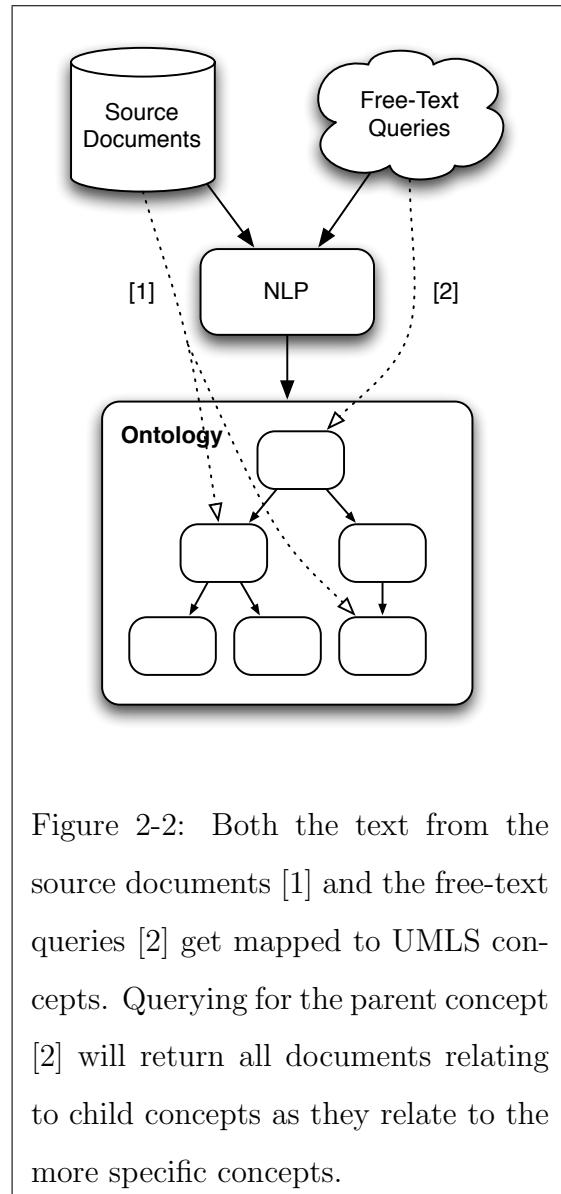 Source
Documents
Free-Text
Queries
[1]
NLP
[2]
Ontology
Figure 2-2: Both the text from the
source documents [1] and the free-text
queries [2] get mapped to UMLS con-
cepts. Querying for the parent concept
[2] will return all documents relating
to child concepts as they relate to the
more specific concepts.